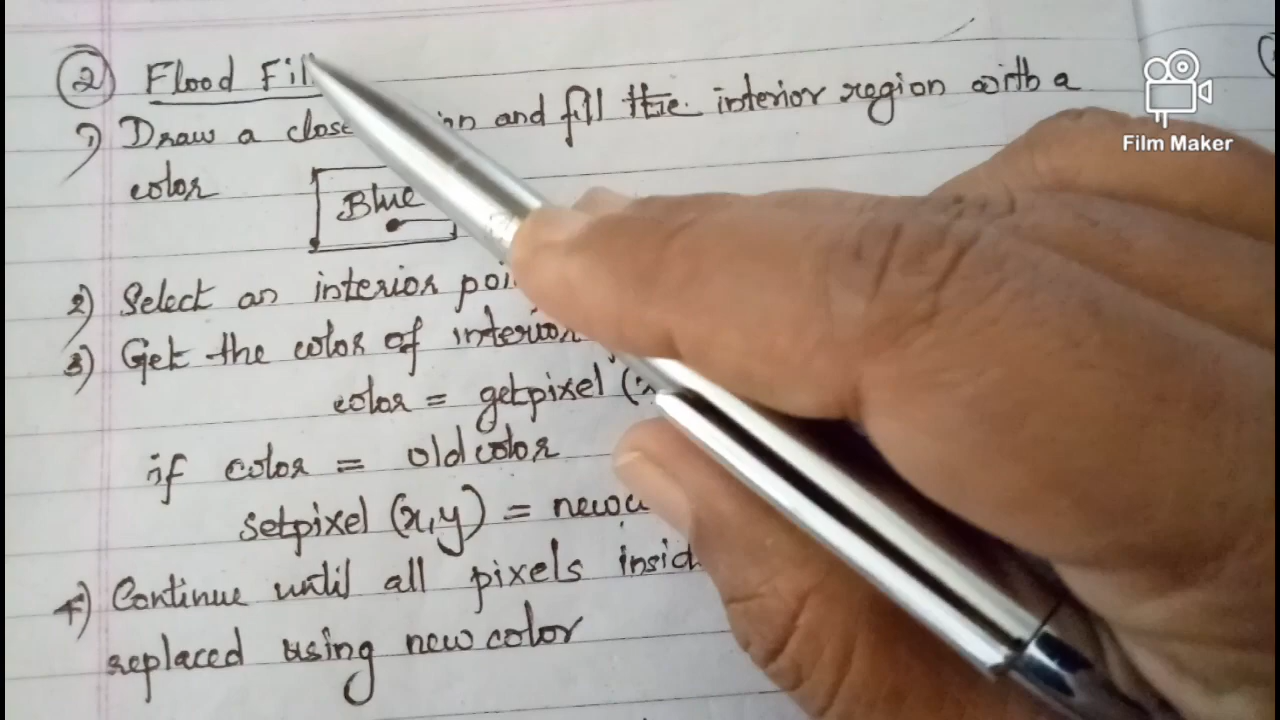 ② Flood Fil
1) Draw a close and fill the interior region with a
color
Blue
2) Select an interior poi
3) Get the color of interior
color = getpixel (x
if color = oldcolor
setpixel (x,y) = newc
4) Continue until all pixels insid
replaced using new color
Film Maker